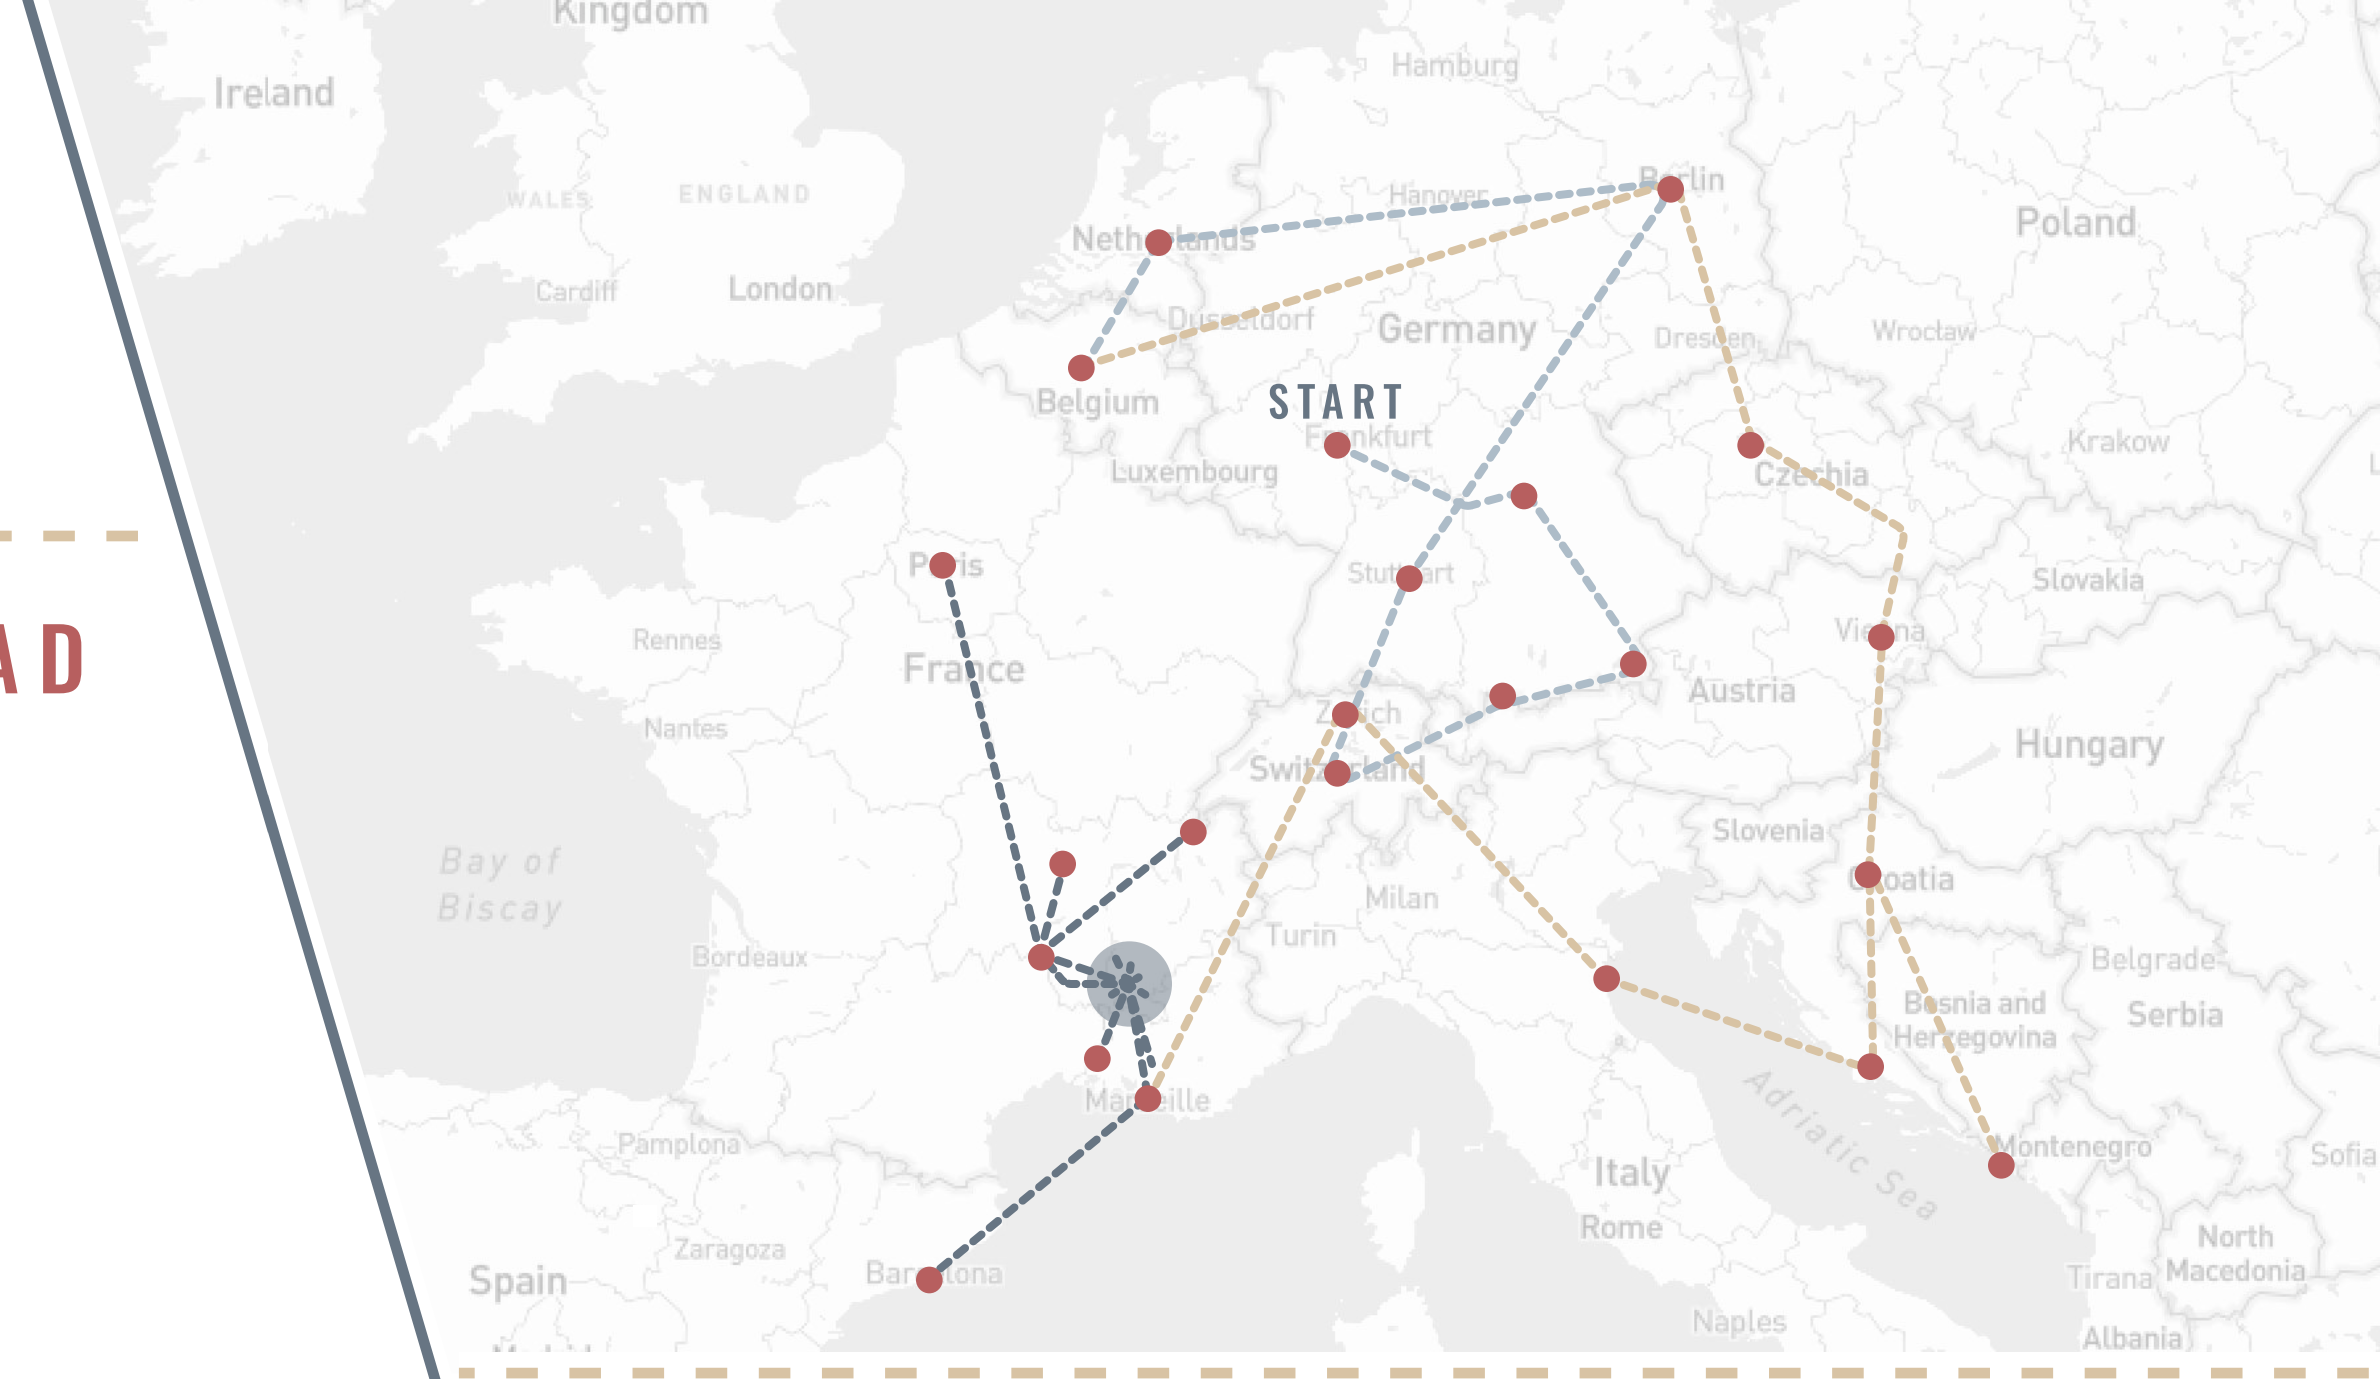 Kingdom
Ireland
Hamburg
WALES
ENGLAND
Hanover
Berlin
Poland
Netherlands
Cardiff
London
Dusseldorf
Germany
Dresden
Wrocław
START
Belgium
Frankfurt
Krakow
Luxembourg
Czechia
Paris
Stuttgart
Slovakia
AD
Rennes
Vienna
France
Austria
Nantes
Zurich
Hungary
Switzerland
Slovenia
Bay of
Biscay
Milan
Croatia
Turin
Bordeaux
Belgrade
Bosnia and
Herzegovina
Serbia
Marseille
Adriatic Sea
Pamplona
Montenegro
Sofia
Italy
Rome
Zaragoza
Barcelona
Spain
North
Macedonia
Tirana
Naples
Albania